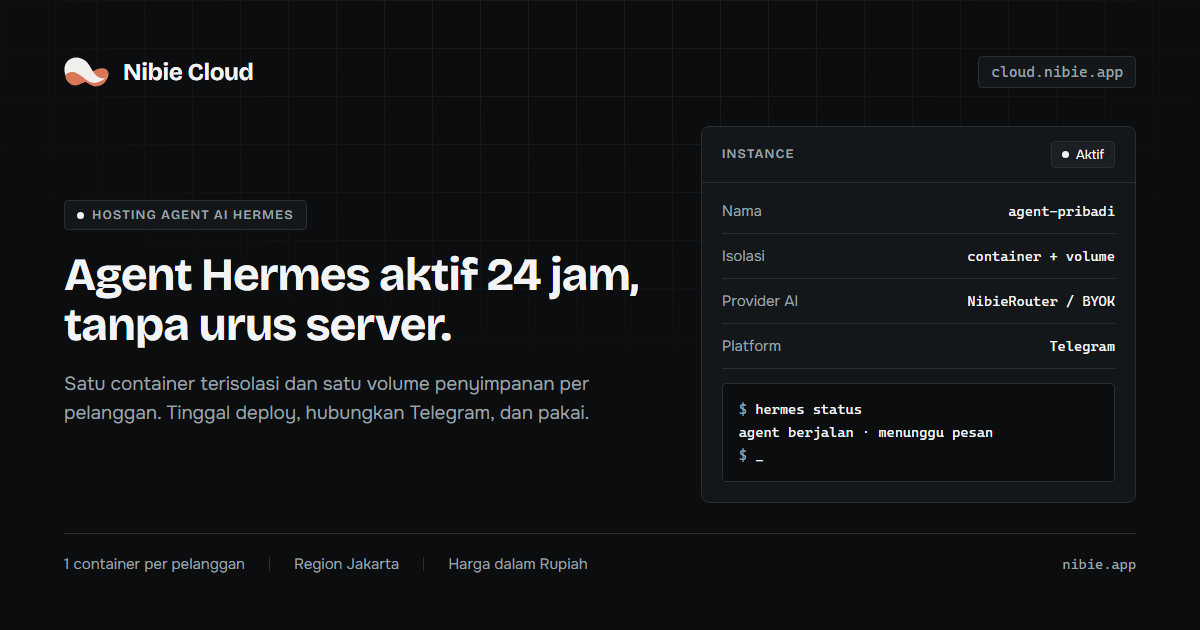 Nibie Cloud
cloud.nibie.app
HOSTING AGENT AI HERMES
Agent Hermes aktif 24 jam,
tanpa urus server.
Satu container terisolasi dan satu volume penyimpanan per
pelanggan. Tinggal deploy, hubungkan Telegram, dan pakai.
INSTANCE
Aktif
Nama agent-pribadi
Isolasi container + volume
Provider AI NibieRouter / BYOK
Platform Telegram
$ hermes status
agent berjalan · menunggu pesan
$ _
1 container per pelanggan
Region Jakarta
Harga dalam Rupiah
nibie.app